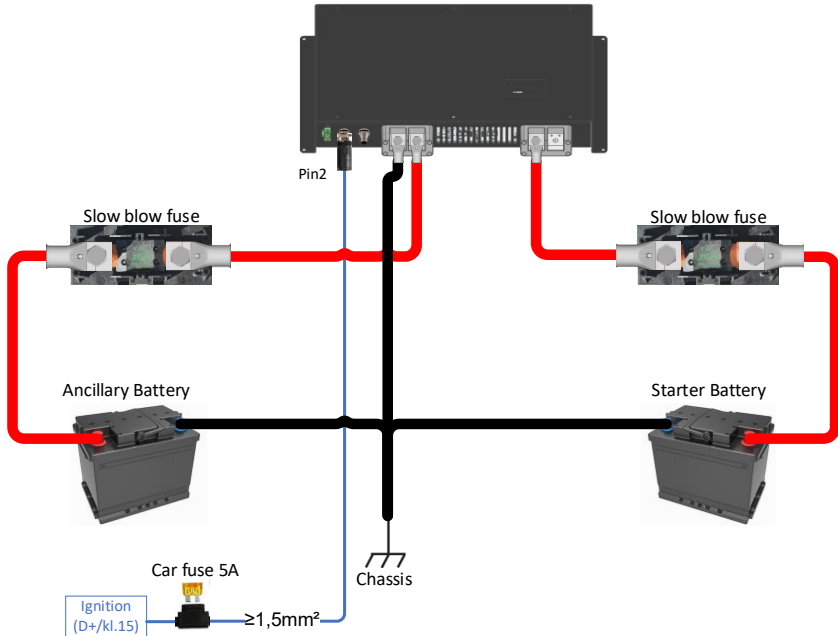 Pin2
Slow blow fuse
Slow blow fuse
Ancillary Battery
Starter Battery
Car fuse 5A
Chassis
Ignition
(D+/kl.15)
≥1,5mm²